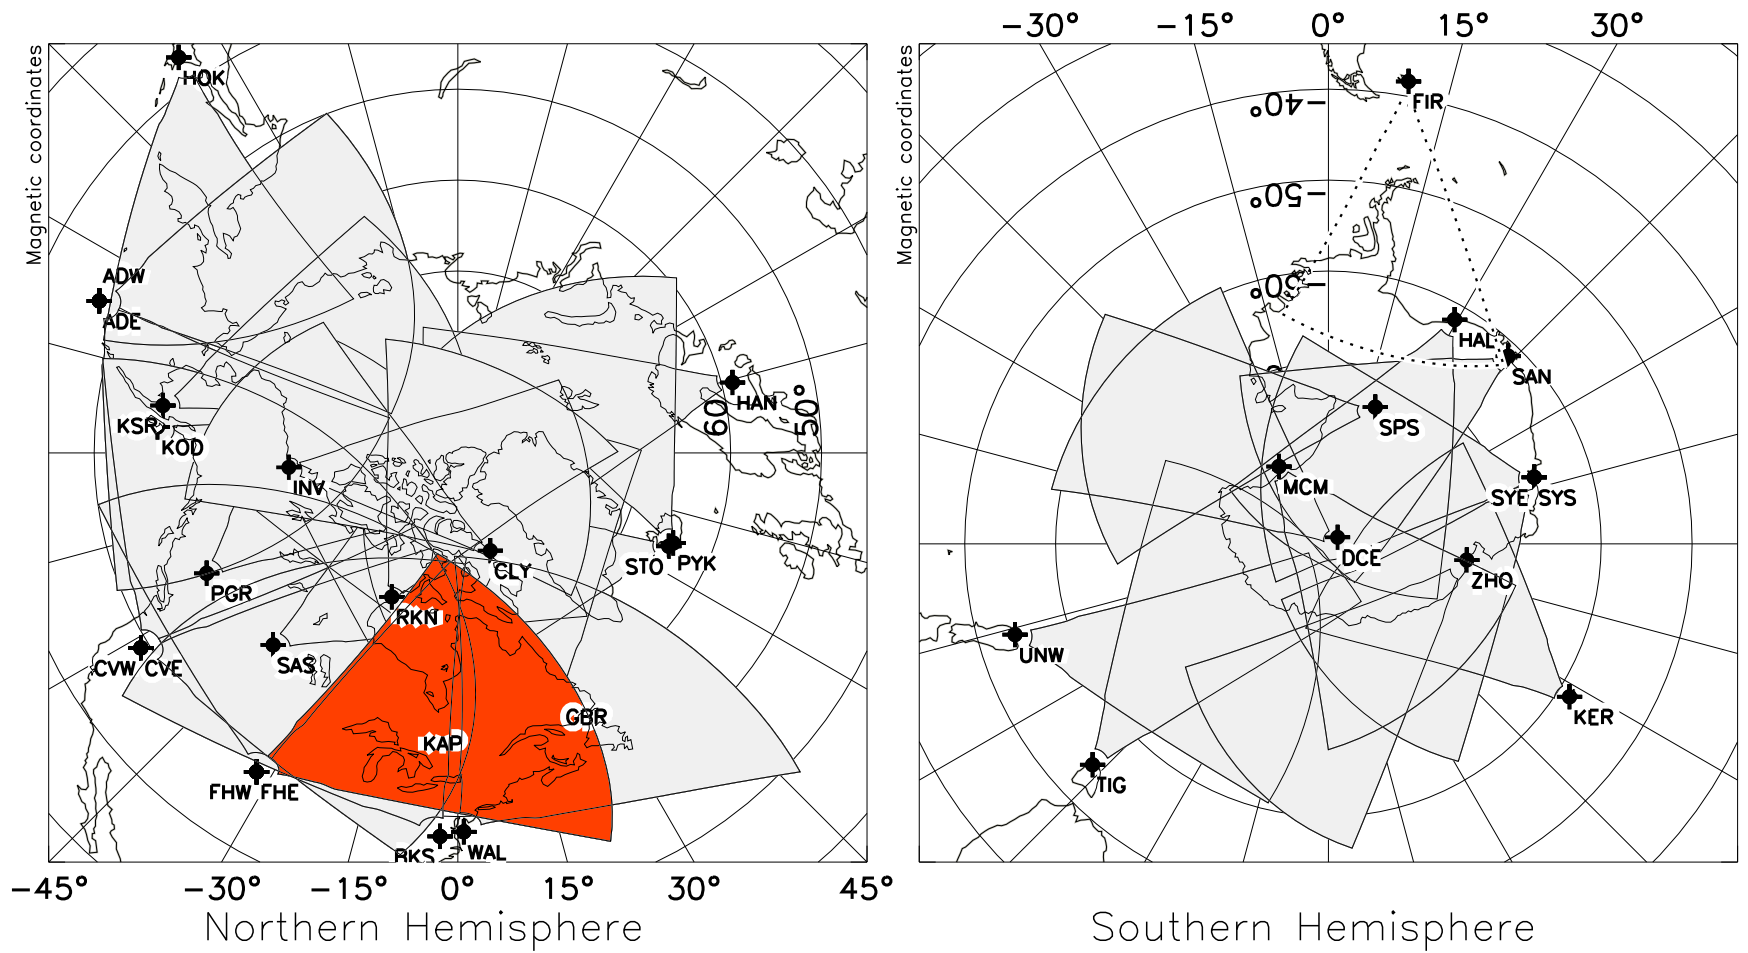 −30° −15° 0° 15° 30°
Magnetic coordinates
HOK
ADW
ADE
KSR
KOD
INV
HAN
60
50°
PGR
CLY
STO
PYK
RKN
CVW CVE
SAS
GBR
KAP
FHW FHE
BKS
WAL
−45° −30° −15° 0° 15° 30° 45°
Northern Hemisphere
Magnetic coordinates
FIR
−40°
−50°
HAL
SAN
SPS
MCM
SYE SYS
DCE
ZHO
UNW
KER
TIG
Southern Hemisphere